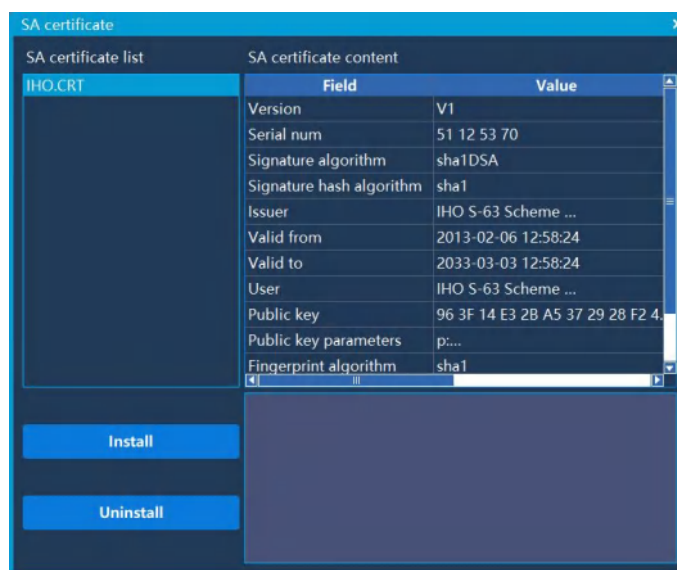 SA certificate
SA certificate list
SA certificate content
IHO.CRT
Field Value
Version V1
Serial num 51 12 53 70
Signature algorithm sha1DSA
Signature hash algorithm sha1
Issuer IHO S-63 Scheme ...
Valid from 2013-02-06 12:58:24
Valid to 2033-03-03 12:58:24
User IHO S-63 Scheme ...
Public key 96 3F 14 E3 2B A5 37 29 28 F2 4.
Public key parameters p:...
Fingerprint algorithm sha1
Install
Uninstall